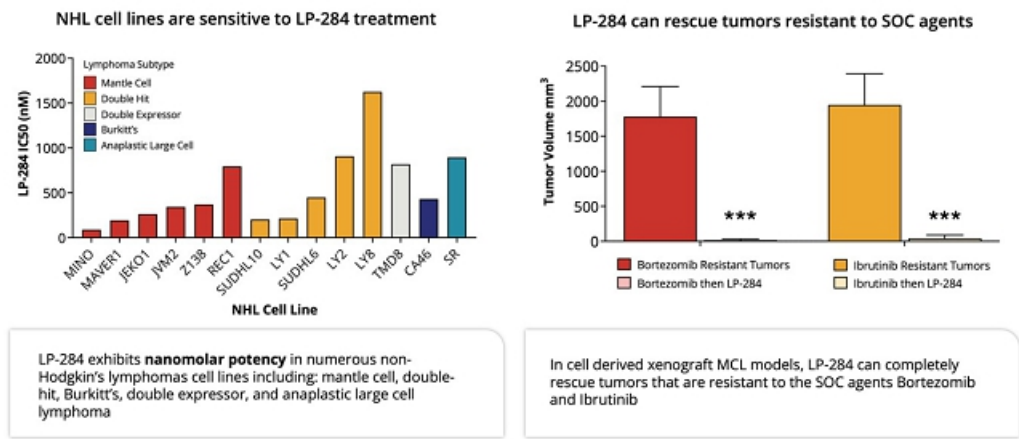 NHL cell lines are sensitive to LP-284 treatment
LP-284 IC50 (nM)
2000
1500
1000
500
0
Lymphoma Subtype
Mantle Cell
Double Hit
Double Expressor
Burkitt's
Anaplastic Large Cell
MINO
MAVER1
JEKO1
JVM2
Z138
REC1
SUDHL10
LY1
SUDHL6
LY2
LY8
TMD8
CA46
SR
NHL Cell Line
LP-284 exhibits nanomolar potency in numerous non-
Hodgkin's lymphomas cell lines including: mantle cell, double-
hit, Burkitt's, double expressor, and anaplastic large cell
lymphoma
LP-284 can rescue tumors resistant to SOC agents
Tumor Volume mm³
2500
2000
1500
1000
500
0
***
***
Bortezomib Resistant Tumors
Bortezomib then LP-284
Ibrutinib Resistant Tumors
Ibrutinib then LP-284
In cell derived xenograft MCL models, LP-284 can completely
rescue tumors that are resistant to the SOC agents Bortezomib
and Ibrutinib